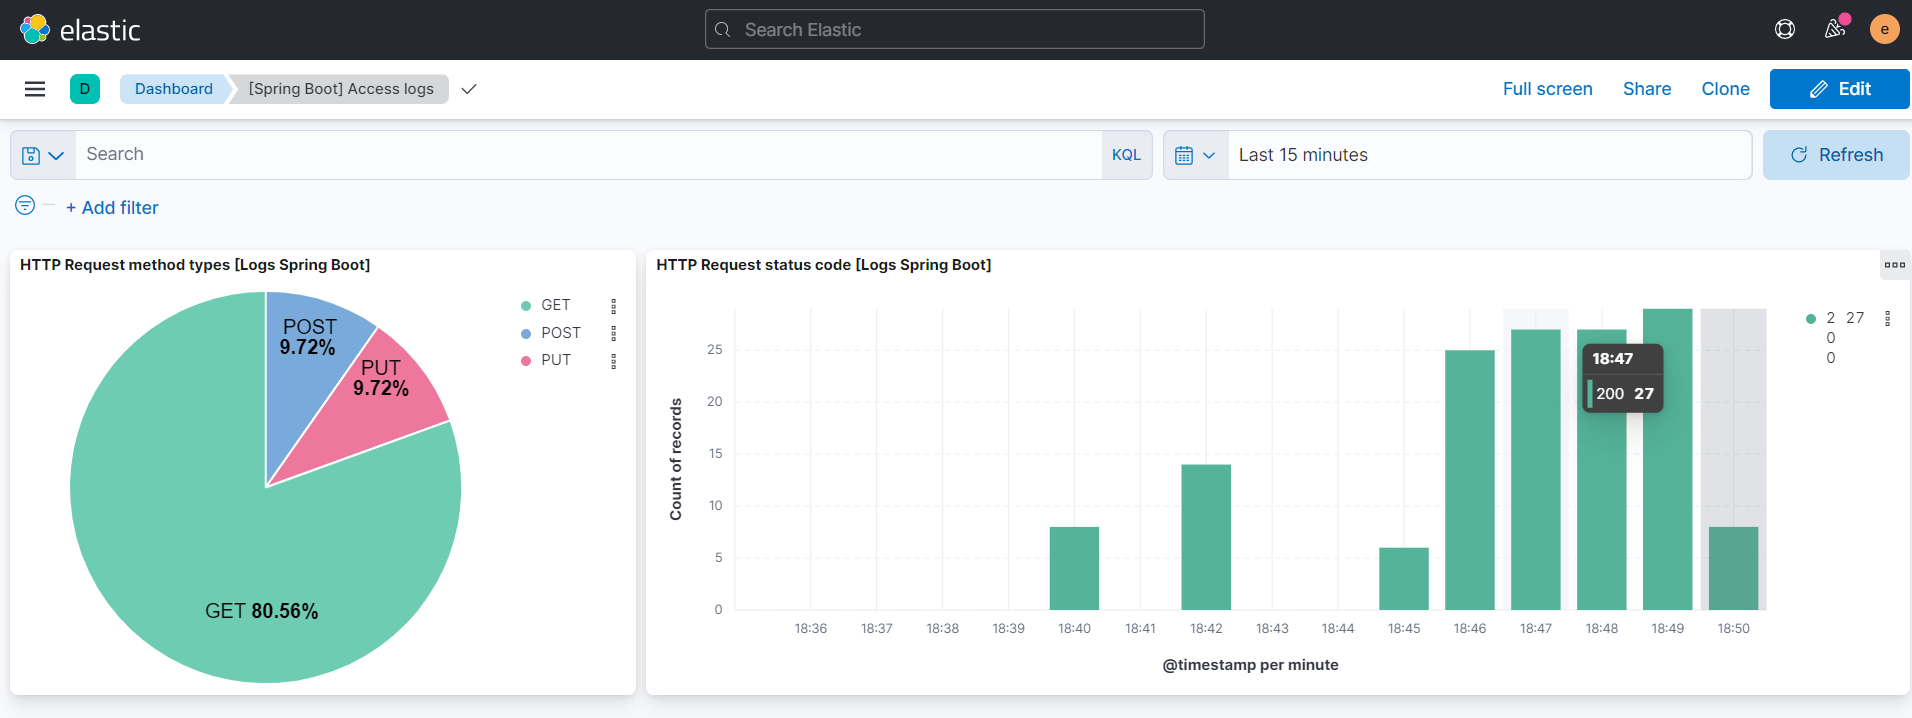 elastic
Search Elastic
e
D
Dashboard
[Spring Boot] Access logs
Full screen
Share
Clone
Edit
Search
KQL
Last 15 minutes
Refresh
+ Add filter
HTTP Request method types [Logs Spring Boot]
POST
9.72%
PUT
9.72%
GET 80.56%
GET
POST
PUT
HTTP Request status code [Logs Spring Boot]
Count of records
25
20
15
10
5
0
18:36 18:37 18:38 18:39 18:40 18:41 18:42 18:43 18:44 18:45 18:46 18:47 18:48 18:49 18:50
@timestamp per minute
18:47
200 27
2 27
0
0